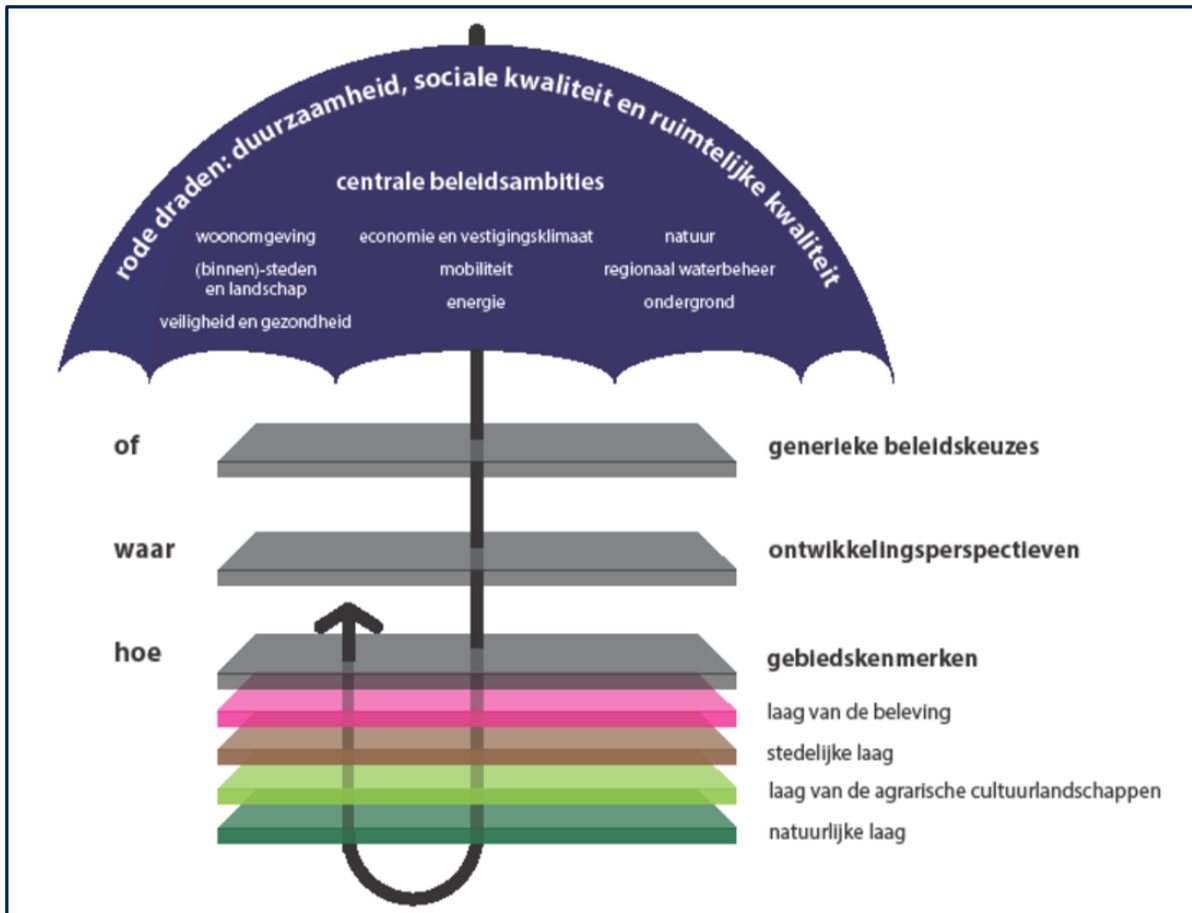 rode draden: duurzaamheid, sociale kwaliteit en ruimtelijke kwaliteit
centrale beleidsambities
woonomgeving
(binnen)-steden
en landschap
veiligheid en gezondheid
economie en vestigingsklimaat
mobiliteit
energie
natuur
regionaal waterbeheer
ondergrond
of
generieke beleidskeuzes
waar
ontwikkelingsperspectieven
hoe
gebiedskenmerken
laag van de beleving
stedelijke laag
laag van de agrarische cultuurlandschappen
natuurlijke laag